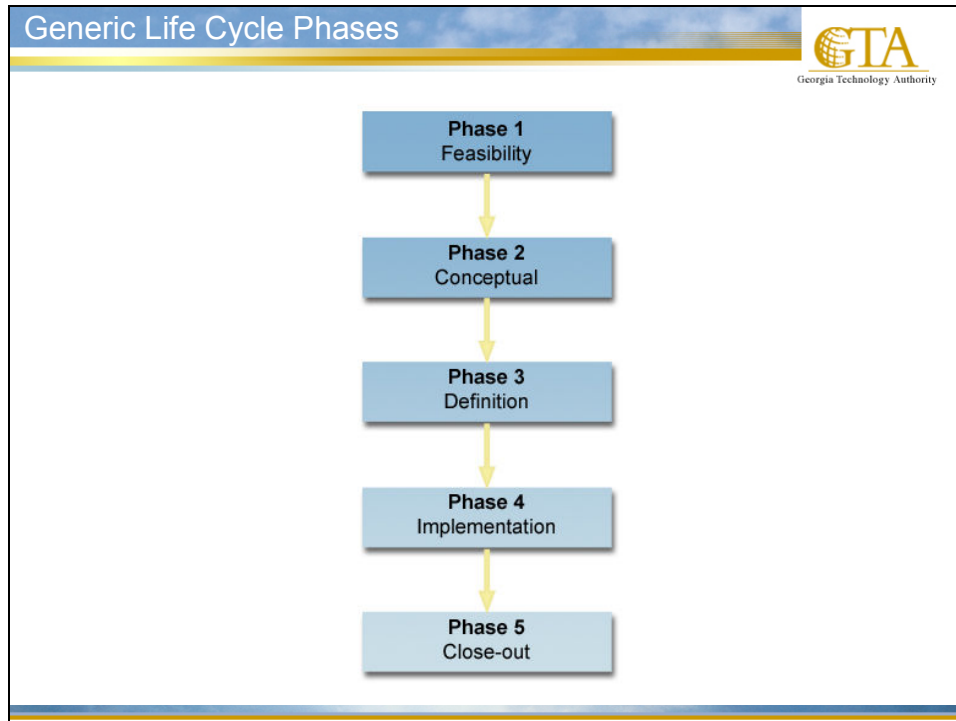 Generic Life Cycle Phases
GTA
Georgia Technology Authority
Phase 1
Feasibility
Phase 2
Conceptual
Phase 3
Definition
Phase 4
Implementation
Phase 5
Close-out